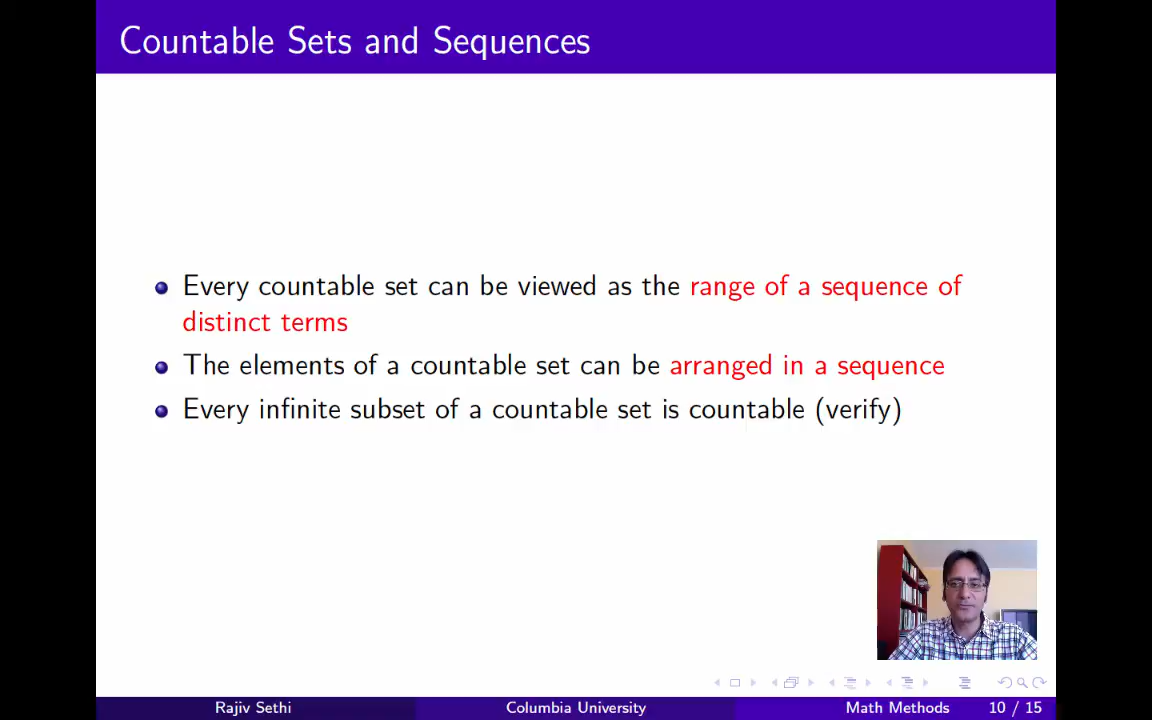 Countable Sets and Sequences
Every countable set can be viewed as the range of a sequence of
distinct terms
The elements of a countable set can be arranged in a sequence
Every infinite subset of a countable set is countable (verify)
Rajiv Sethi
Columbia University
Math Methods
10 / 15